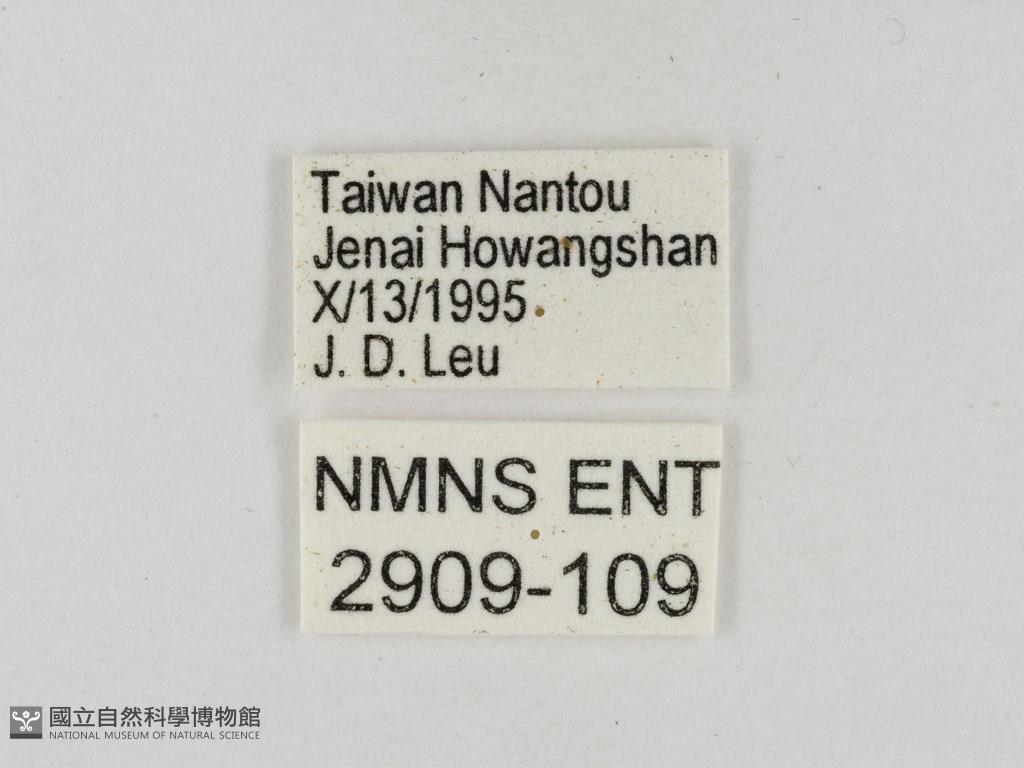 Taiwan Nantou
Jenai Howangshan
X/13/1995
J. D. Leu
NMNS ENT
2909-109
國立自然科學博物館
NATIONAL MUSEUM OF NATURAL SCIENCE